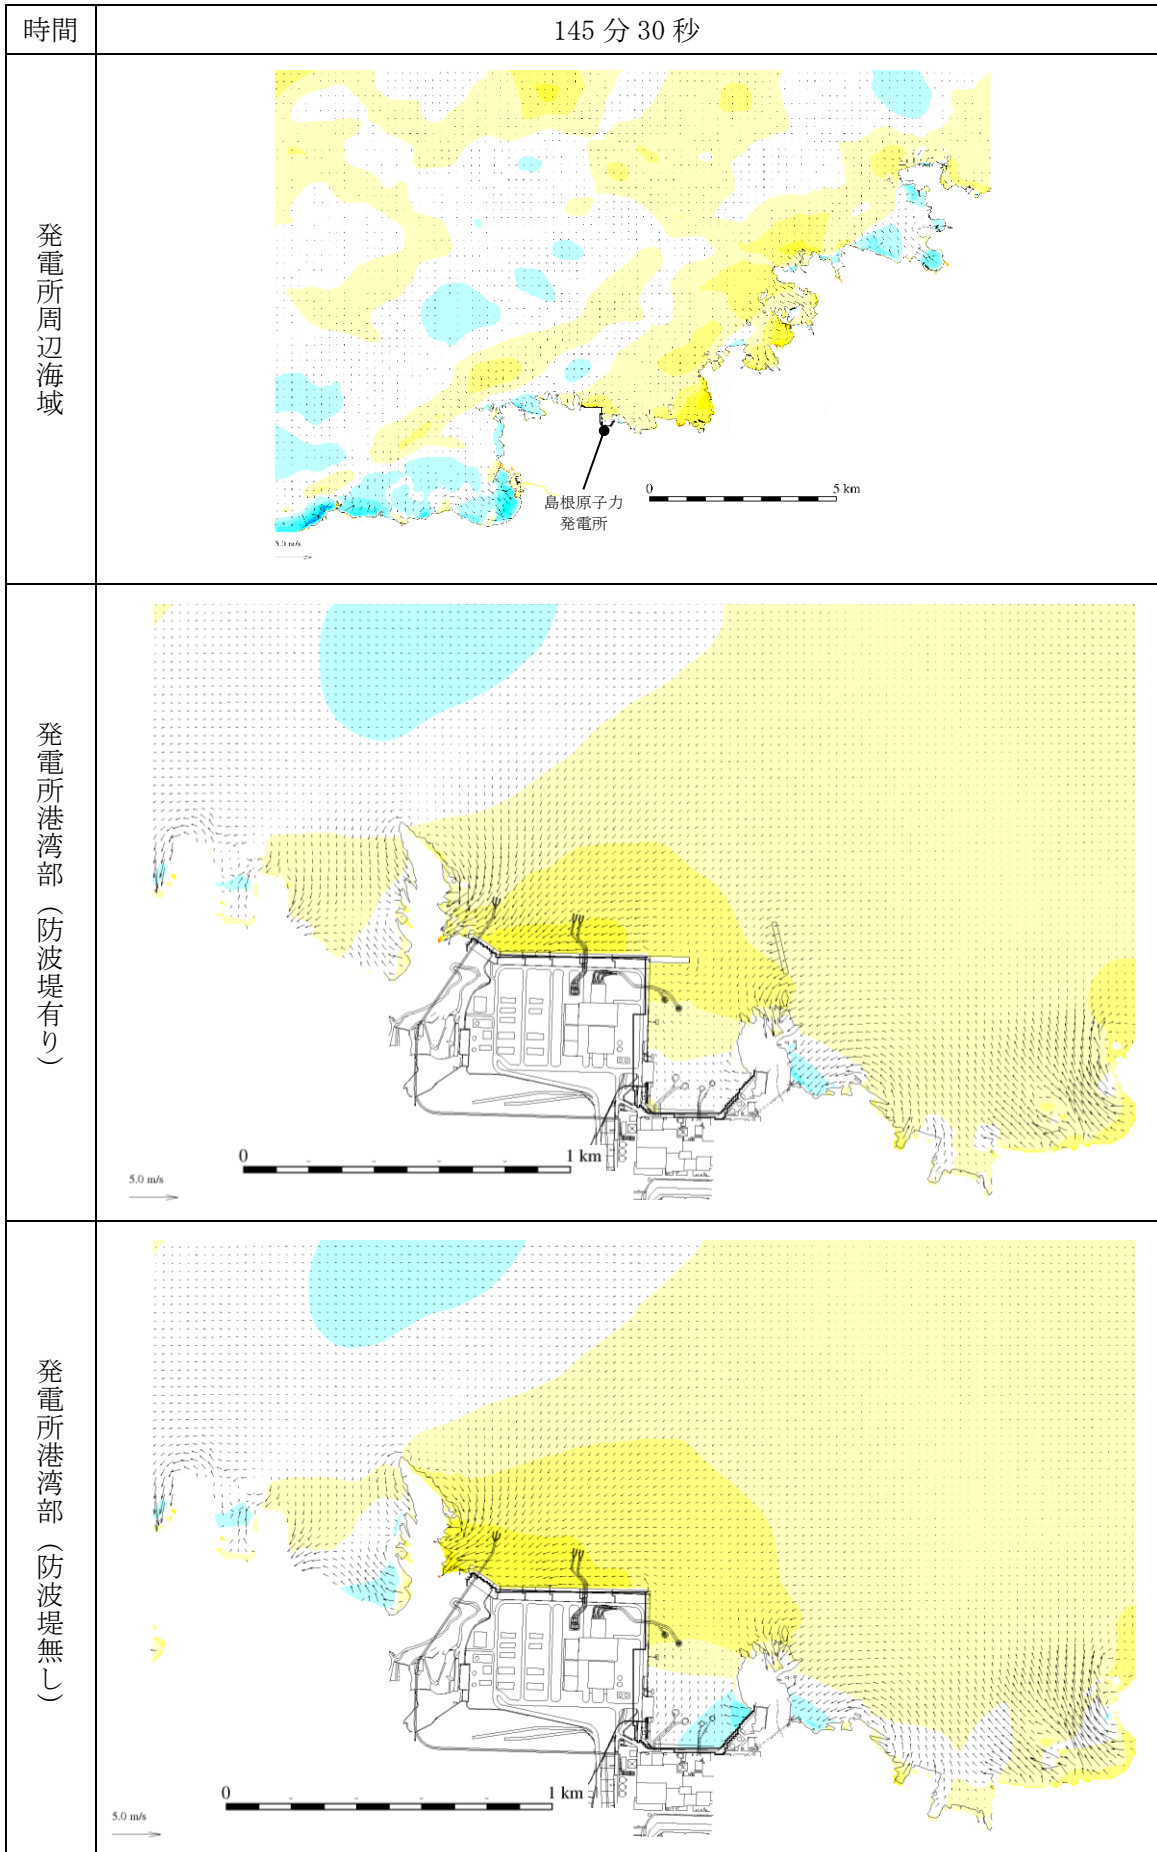 時間
145 分 30 秒
発電所周辺海域
島根原子力
発電所
0
5 km
5.0 m/s
発電所港湾部（防波堤有り）
0
1 km
5.0 m/s
発電所港湾部（防波堤無し）
0
1 km
5.0 m/s